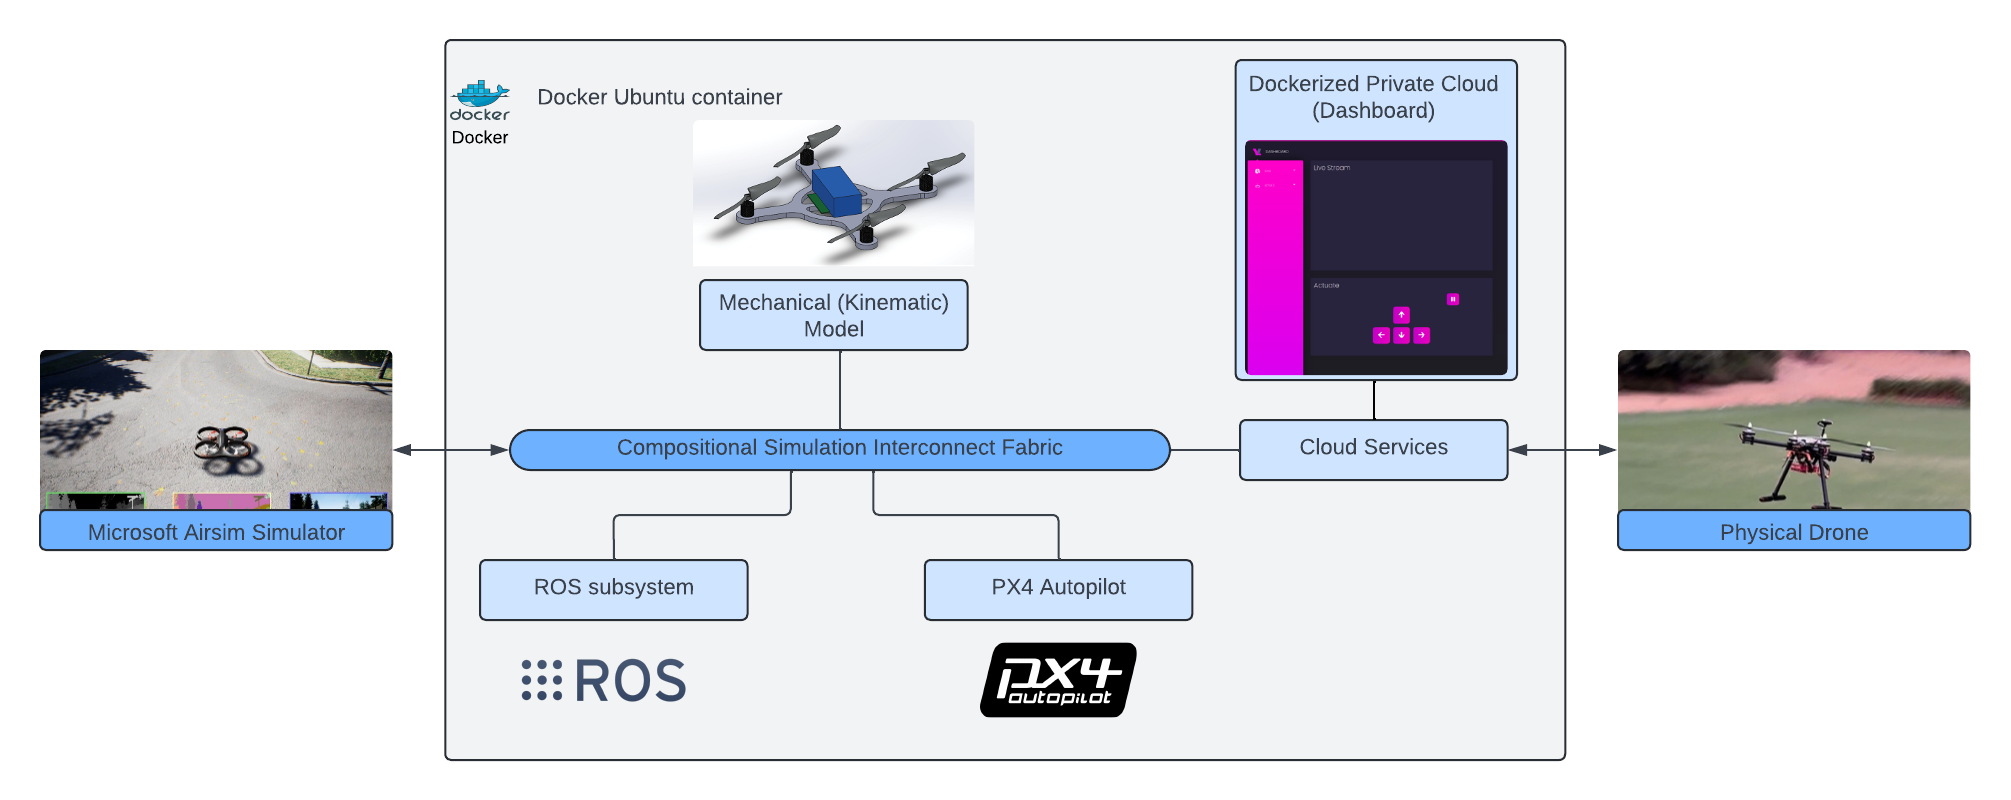 docker
Docker
Docker Ubuntu container
Dockerized Private Cloud
(Dashboard)
DASHBOARD
Live Stream
Actuate
Mechanical (Kinematic)
Model
Compositional Simulation Interconnect Fabric
Cloud Services
Microsoft Airsim Simulator
Physical Drone
ROS subsystem
PX4 Autopilot
ROS
px4
autopilot